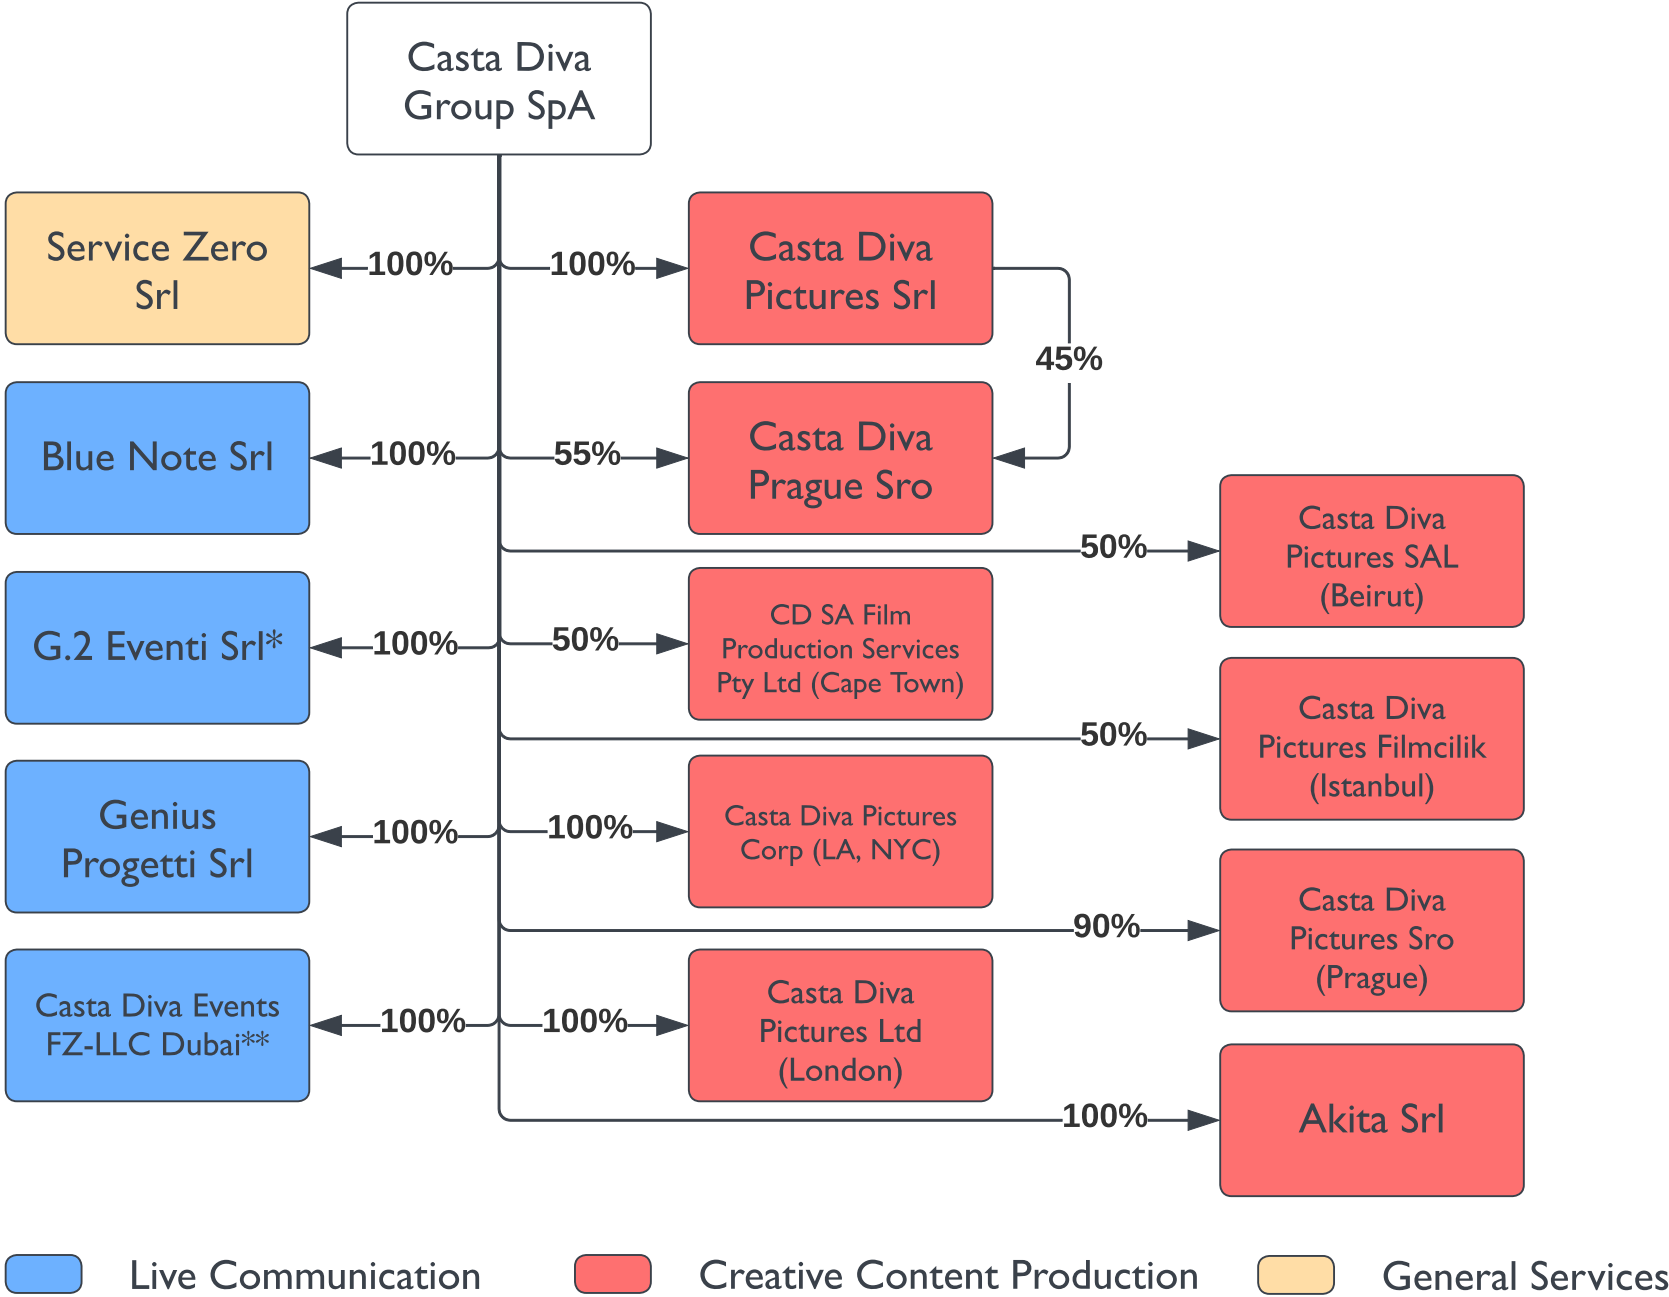 Casta Diva
Group SpA
Service Zero
Srl
100%
100%
Casta Diva
Pictures Srl
45%
Blue Note Srl
100%
55%
Casta Diva
Prague Sro
50%
Casta Diva
Pictures SAL
(Beirut)
G.2 Eventi Srl*
100%
50%
CD SA Film
Production Services
Pty Ltd (Cape Town)
50%
Casta Diva
Pictures Filmcilik
(Istanbul)
Genius
Progetti Srl
100%
100%
Casta Diva Pictures
Corp (LA, NYC)
90%
Casta Diva
Pictures Sro
(Prague)
Casta Diva Events
FZ-LLC Dubai**
100%
100%
Casta Diva
Pictures Ltd
(London)
100%
Akita Srl
Live Communication
Creative Content Production
General Services